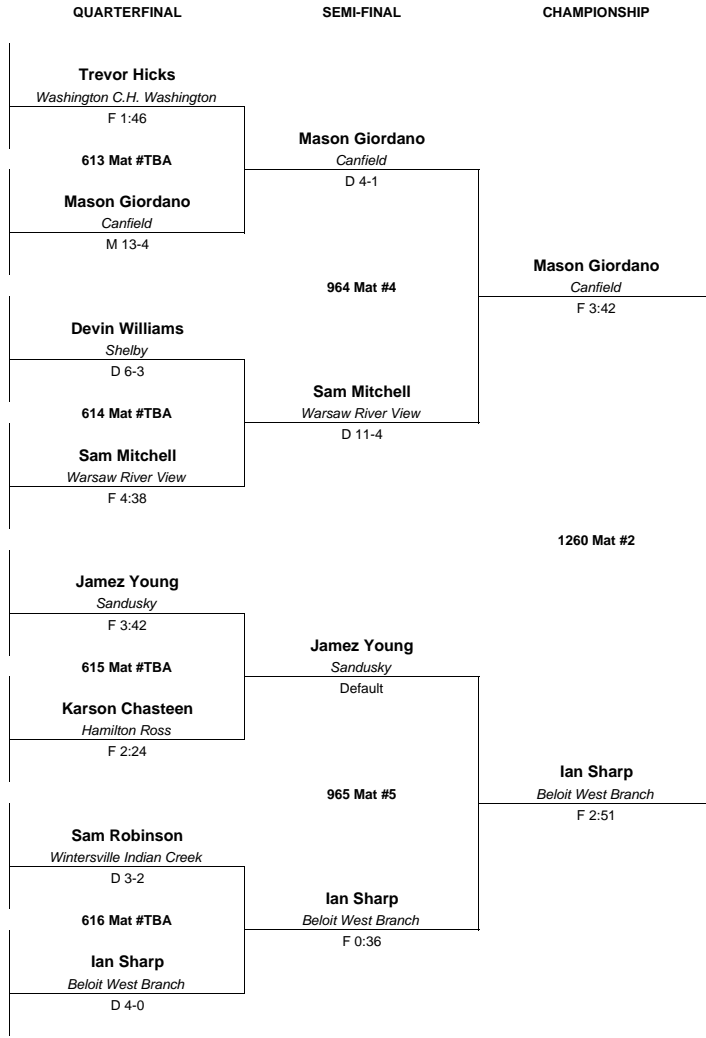 QUARTERFINAL
SEMI-FINAL
CHAMPIONSHIP
Trevor Hicks
Washington C.H. Washington
F 1:46
613 Mat #TBA
Mason Giordano
Canfield
M 13-4
Mason Giordano
Canfield
D 4-1
964 Mat #4
Devin Williams
Shelby
D 6-3
614 Mat #TBA
Sam Mitchell
Warsaw River View
F 4:38
Sam Mitchell
Warsaw River View
D 11-4
Mason Giordano
Canfield
F 3:42
1260 Mat #2
Jamez Young
Sandusky
F 3:42
615 Mat #TBA
Karson Chasteen
Hamilton Ross
F 2:24
Jamez Young
Sandusky
Default
965 Mat #5
Sam Robinson
Wintersville Indian Creek
D 3-2
616 Mat #TBA
Ian Sharp
Beloit West Branch
D 4-0
Ian Sharp
Beloit West Branch
F 0:36
Ian Sharp
Beloit West Branch
F 2:51